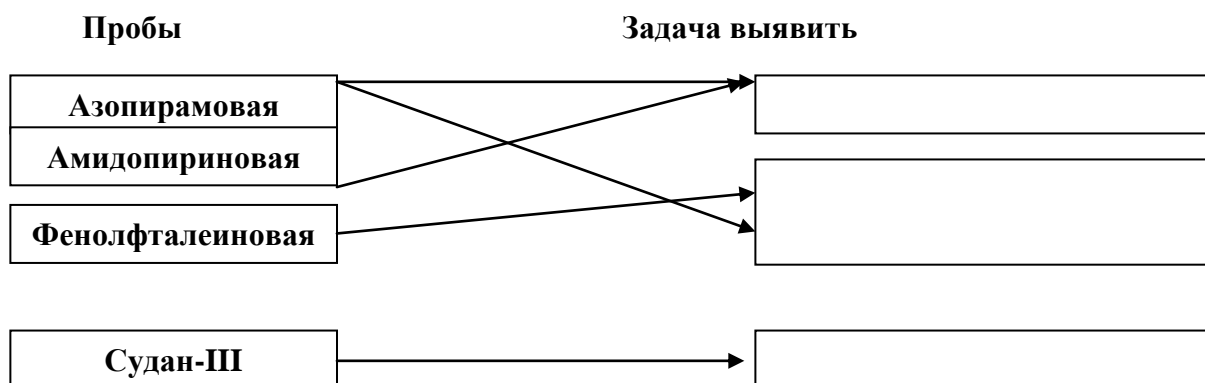 Пробы Задача выявить
Азопирамовая
Амидопириновая
Фенолфталеиновая
Судан-III